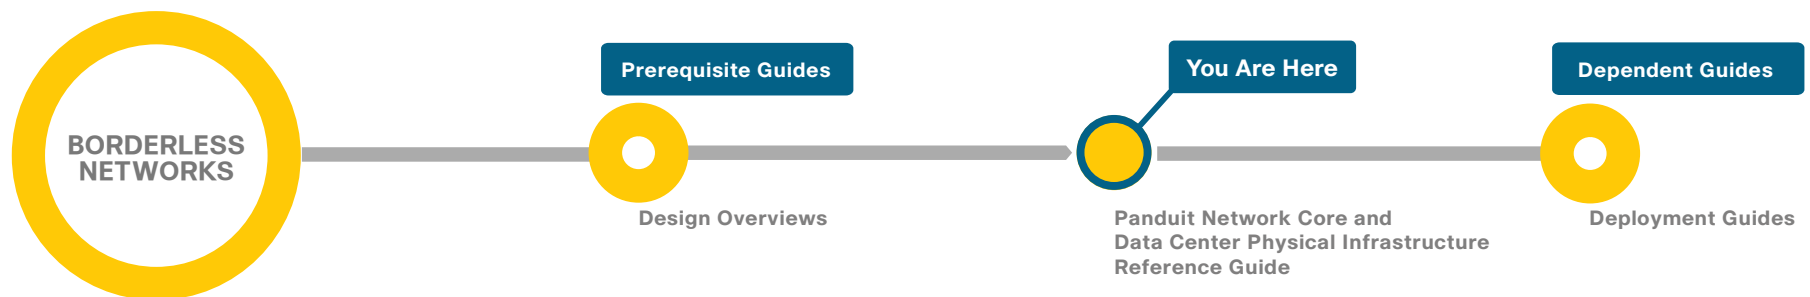 BORDERLESS
NETWORKS
Prerequisite Guides
Design Overviews
You Are Here
Panduit Network Core and
Data Center Physical Infrastructure
Reference Guide
Dependent Guides
Deployment Guides